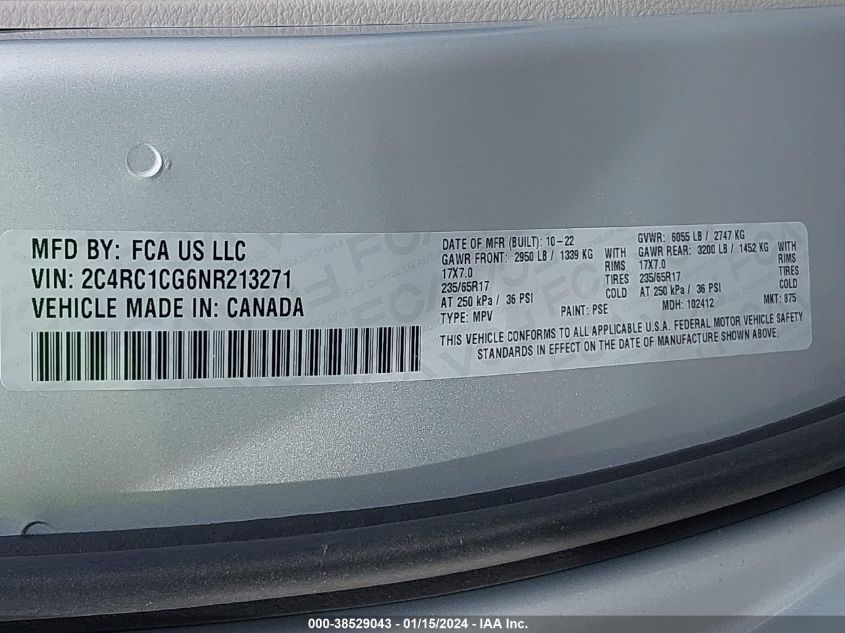 MFD BY: FCA US LLC
VIN: 2C4RC1CG6NR213271
VEHICLE MADE IN: CANADA
DATE OF MFR (BUILT): 10-22 GVWR: 6055 LB / 2747 KG
GAWR FRONT: 2950 LB / 1339 KG WITH GAWR REAR: 3200 LB / 1452 KG WITH
17X7.0 RIMS 17X7.0 RIMS
235/65R17 TIRES 235/65R17 TIRES
AT 250 kPa / 36 PSI COLD AT 250 kPa / 36 PSI COLD
TYPE: MPV PAINT: PSE MDH: 102412 MKT: 875
THIS VEHICLE CONFORMS TO ALL APPLICABLE U.S.A. FEDERAL MOTOR VEHICLE SAFETY
STANDARDS IN EFFECT ON THE DATE OF MANUFACTURE SHOWN ABOVE.
000-38529043 - 01/15/2024 - IAA Inc.